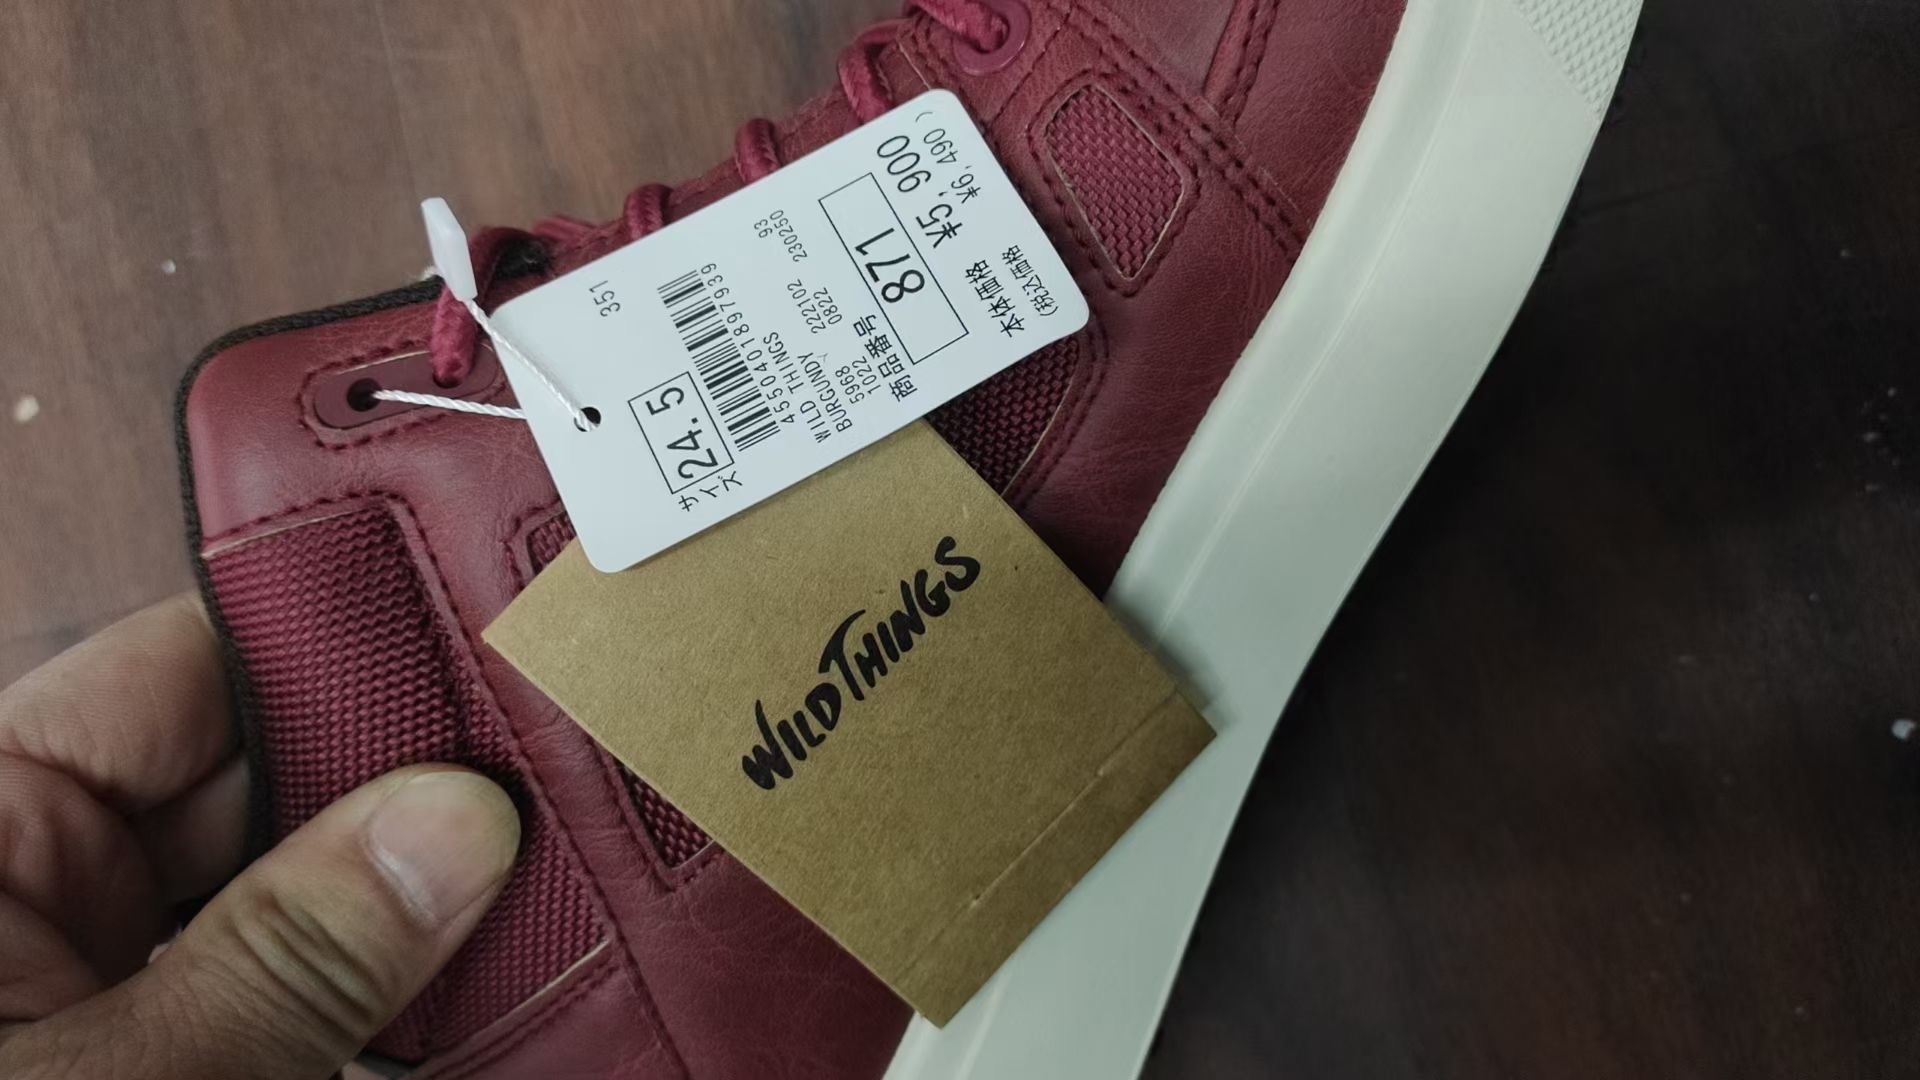 351
サイズ
24.5
4550401897939
WILD THINGS
BURGUNDY 222102 93
5968 0822 230250
1022
商品番号
871
本体価格 ¥5,900
(税込価格 ¥6,490)
WILDTHINGS